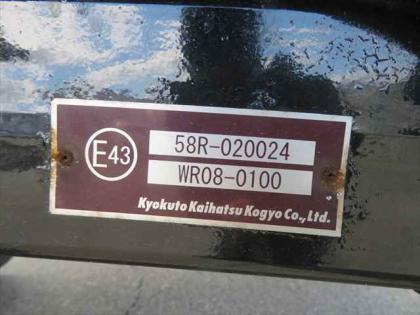 E43
58R-020024
WR08-0100
Kyokuto Kaihatsu Kogyo Co., Ltd.